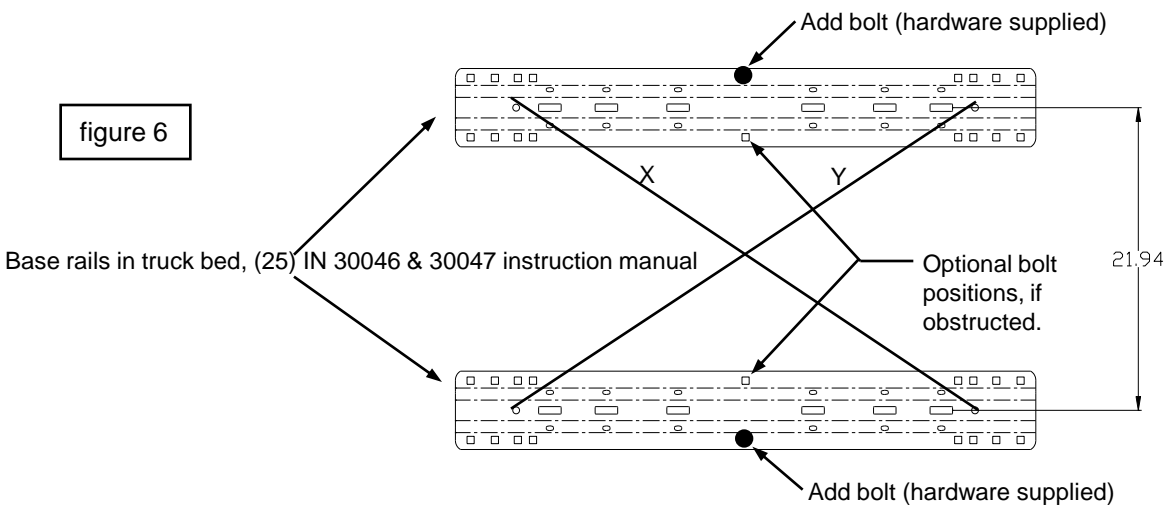 Add bolt (hardware supplied)
figure 6
X
Y
Base rails in truck bed, (25) IN 30046 & 30047 instruction manual
Optional bolt
positions, if
obstructed.
21.94
Add bolt (hardware supplied)